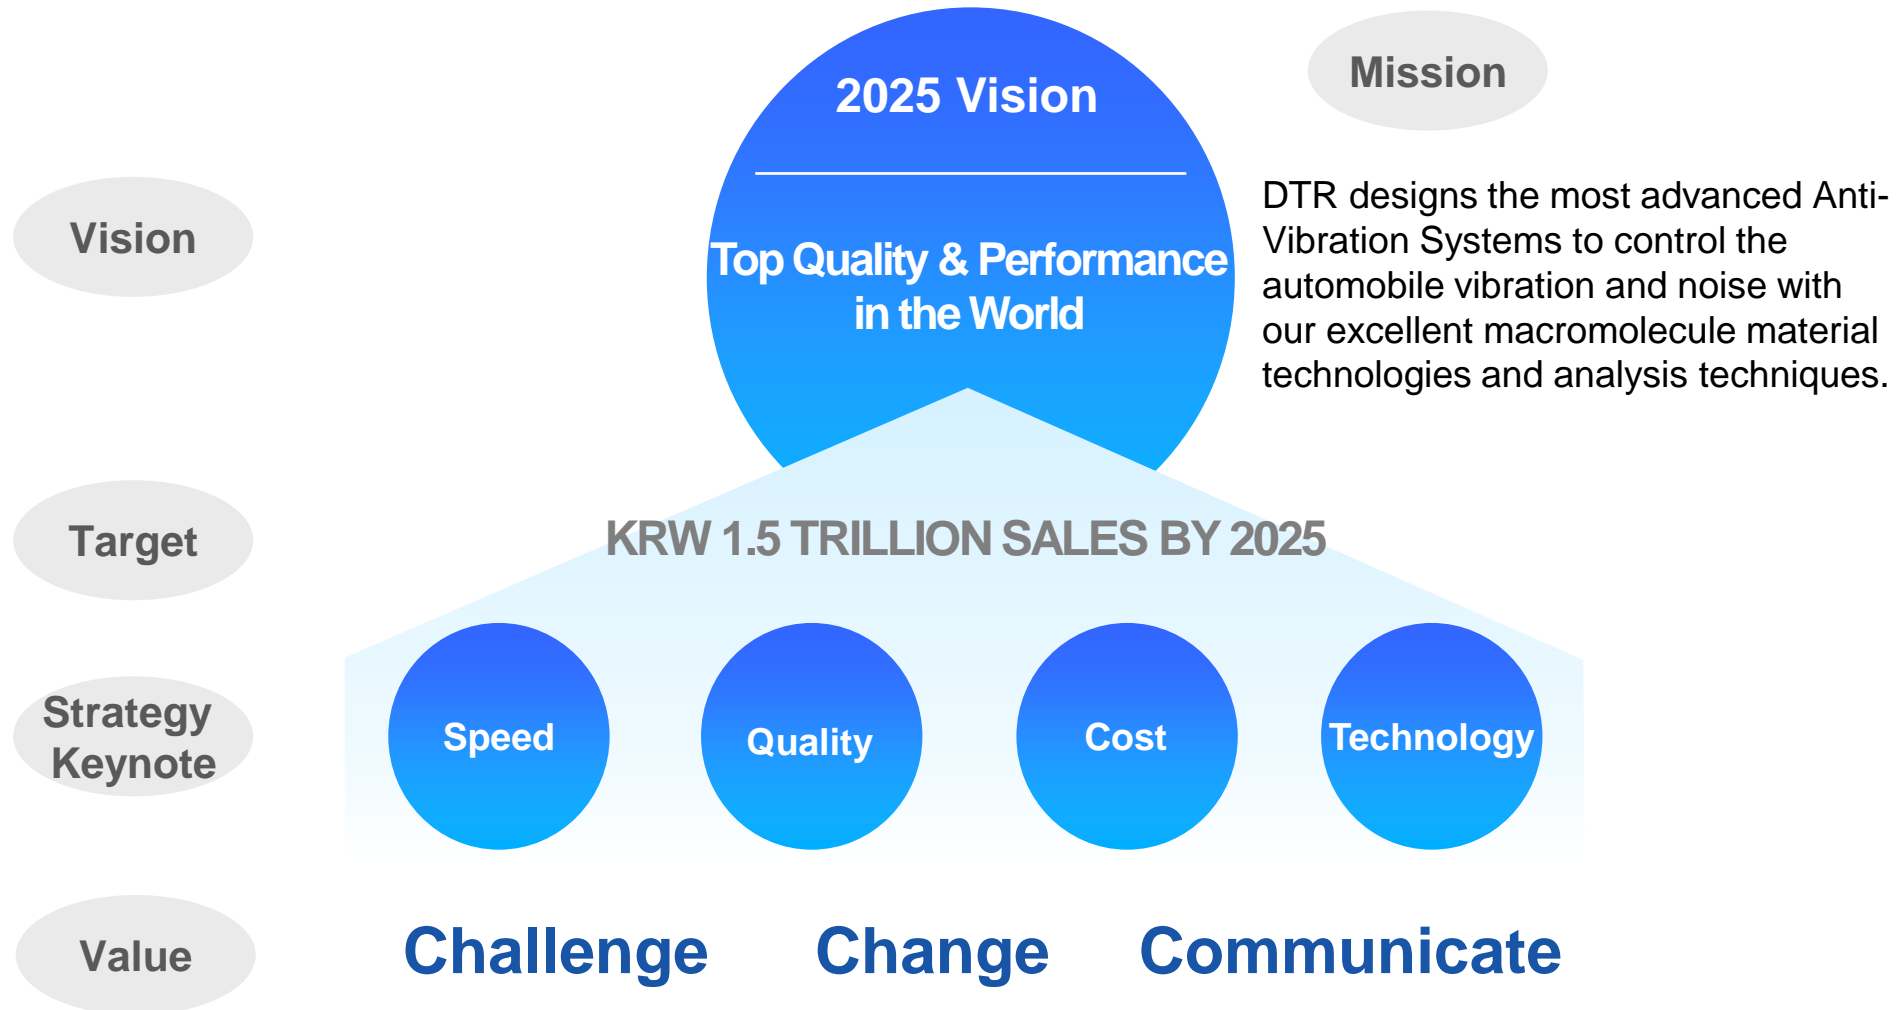 2025 Vision
Mission
Vision
Top Quality & Performance
in the World
DTR designs the most advanced Anti-
Vibration Systems to control the
automobile vibration and noise with
our excellent macromolecule material
technologies and analysis techniques.
Target
KRW 1.5 TRILLION SALES BY 2025
Strategy
Keynote
Speed
Quality
Cost
Technology
Value
Challenge
Change
Communicate